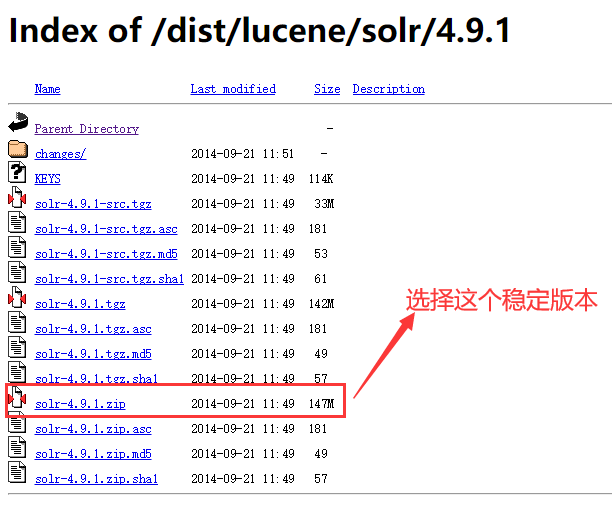 Index of /dist/lucene/solr/4.9.1
Name Last modified Size Description
Parent Directory -
changes/ 2014-09-21 11:51 -
KEYS 2014-09-21 11:49 114K
solr-4.9.1-src.tgz 2014-09-21 11:49 33M
solr-4.9.1-src.tgz.asc 2014-09-21 11:49 181
solr-4.9.1-src.tgz.md5 2014-09-21 11:49 53
solr-4.9.1-src.tgz.sha1 2014-09-21 11:49 61
solr-4.9.1.tgz 2014-09-21 11:49 142M
选择这个稳定版本
solr-4.9.1.tgz.asc 2014-09-21 11:49 181
solr-4.9.1.tgz.md5 2014-09-21 11:49 49
solr-4.9.1.tgz.sha1 2014-09-21 11:49 57
solr-4.9.1.zip 2014-09-21 11:49 147M
solr-4.9.1.zip.asc 2014-09-21 11:49 181
solr-4.9.1.zip.md5 2014-09-21 11:49 49
solr-4.9.1.zip.sha1 2014-09-21 11:49 57